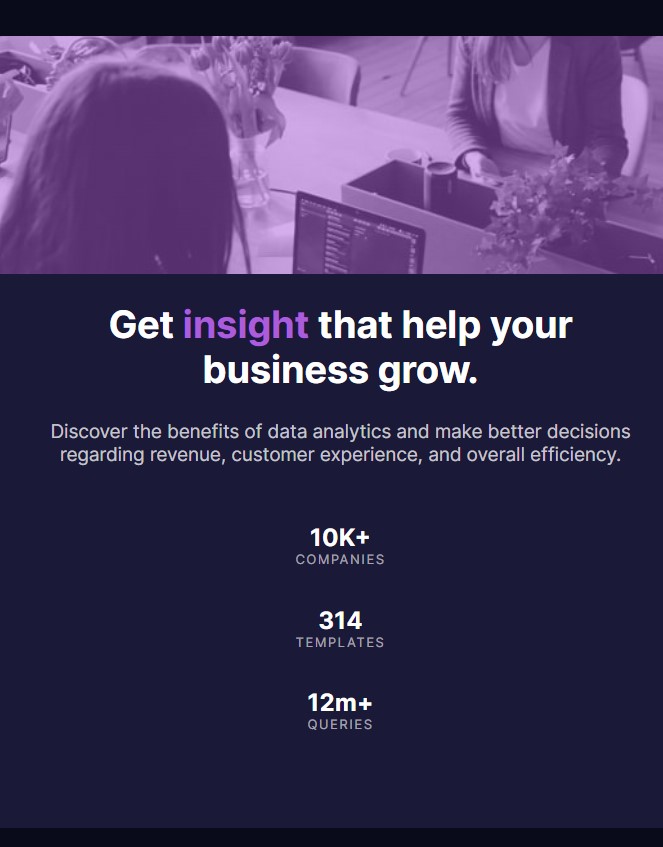 Get insight that help your
business grow.
Discover the benefits of data analytics and make better decisions
regarding revenue, customer experience, and overall efficiency.
10K+
COMPANIES
314
TEMPLATES
12m+
QUERIES